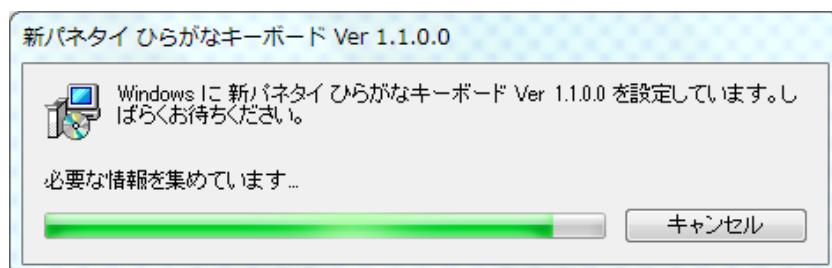 新パネタイ ひらがなキーボード Ver 1.1.0.0
Windows に 新パネタイ ひらがなキーボード Ver 1.1.0.0 を設定しています。し
ばらくお待ちください。
必要な情報を集めています...
キャンセル